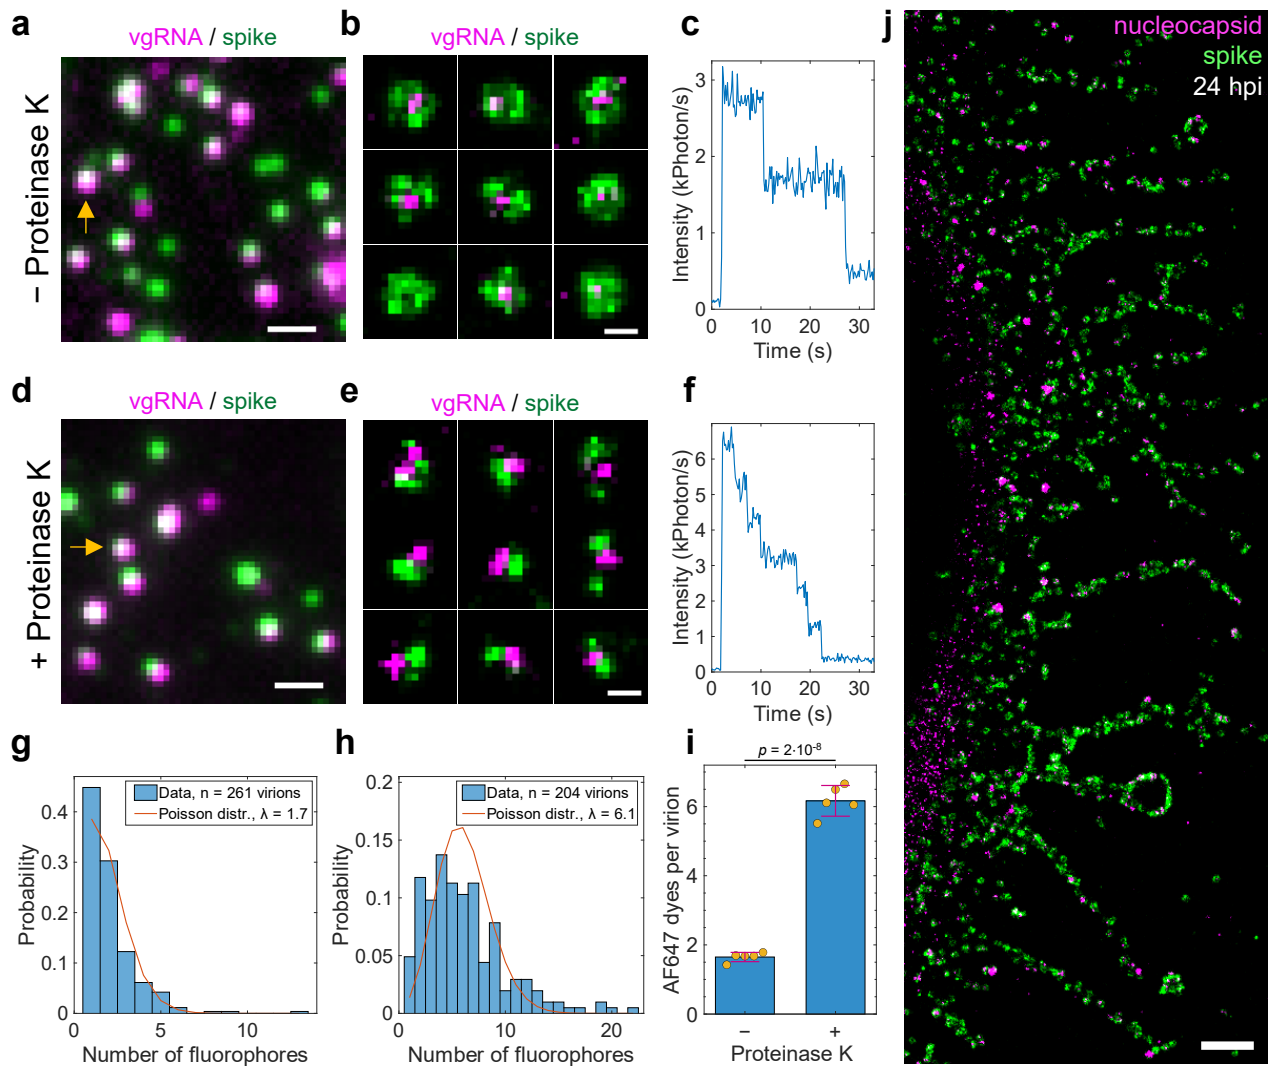 a
vgRNA / spike
− Proteinase K
b
vgRNA / spike
c
Intensity (kPhoton/s)
3
2
1
0
0 10 20 30
Time (s)
d
vgRNA / spike
+ Proteinase K
e
vgRNA / spike
f
Intensity (kPhoton/s)
6
5
4
3
2
1
0
0 10 20 30
Time (s)
g
Data, n = 261 virions
Poisson distr., λ = 1.7
Probability
0.4
0.3
0.2
0.1
0
5 10
Number of fluorophores
h
Data, n = 204 virions
Poisson distr., λ = 6.1
Probability
0.2
0.15
0.1
0.05
0
0 10 20
Number of fluorophores
i
p = 2·10⁻⁸
AF647 dyes per virion
6
4
2
0
− +
Proteinase K
j
nucleocapsid
spike
24 hpi